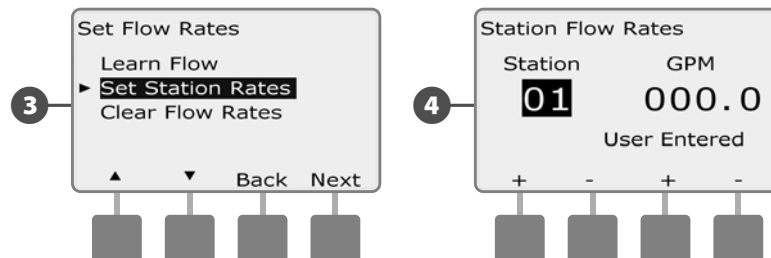 3
Set Flow Rates
Learn Flow
► Set Station Rates
Clear Flow Rates
▲ ▼ Back Next
4
Station Flow Rates
Station GPM
01 000.0
User Entered
+ - + -